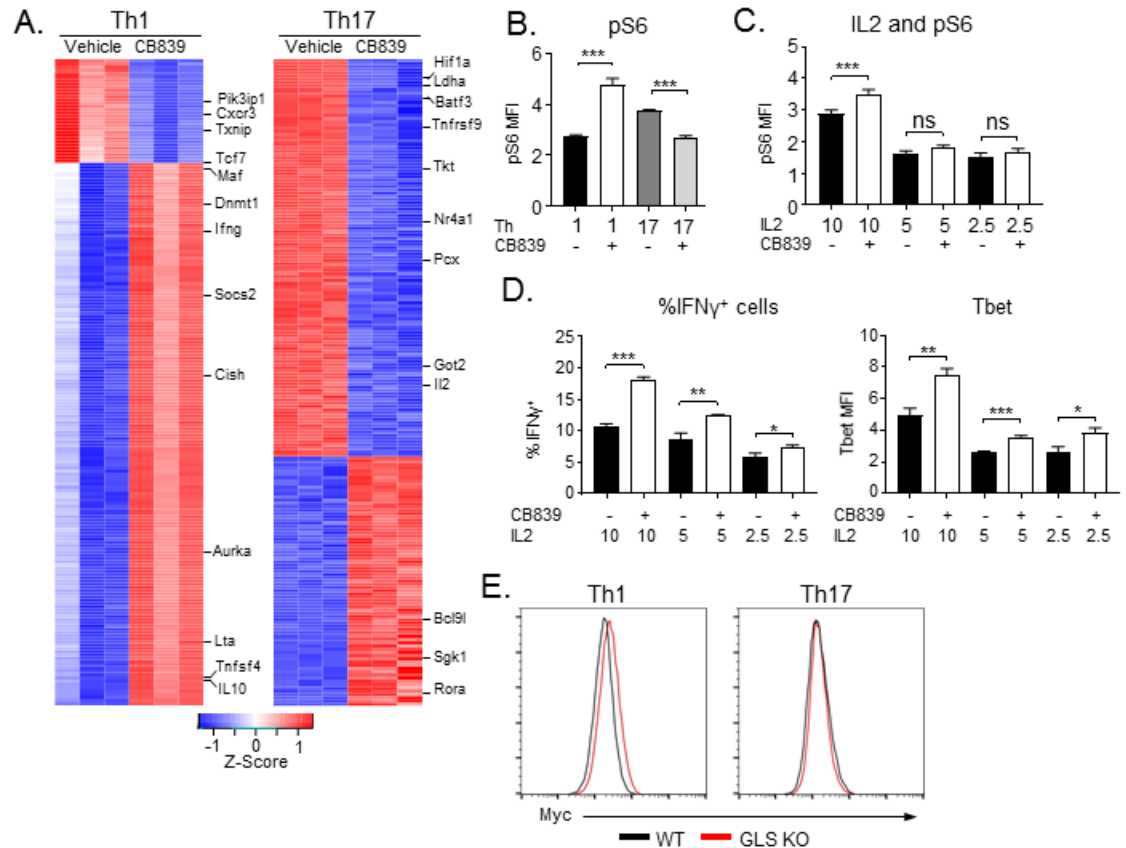 A.
Th1
Th17
Vehicle CB839
Vehicle CB839
Pik3ip1
Cxcr3
Txnip
Tcf7
Maf
Dnmt1
Ifng
Socs2
Cish
Aurka
Lta
Tnfsf4
IL10
Hif1a
Ldha
Batf3
Tnfrsf9
Tkt
Nr4a1
Pcx
Got2
Il2
Bcl9l
Sgk1
Rora
-1 0 1
Z-Score
B.
pS6
***
***
pS6 MFI
6
4
2
0
Th 1 1 17 17
CB839 - + - +
C.
IL2 and pS6
***
ns
ns
pS6 MFI
5
4
3
2
1
0
IL2 10 10 5 5 2.5 2.5
CB839 - + - + - +
D.
%IFNγ+ cells
***
**
*
% IFNγ+
25
20
15
10
5
0
CB839 - + - + - +
IL2 10 10 5 5 2.5 2.5
Tbet
**
***
*
Tbet MFI
10
8
6
4
2
0
- + - + - +
CB839
IL2 10 10 5 5 2.5 2.5
E.
Th1
Th17
Myc
WT GLS KO